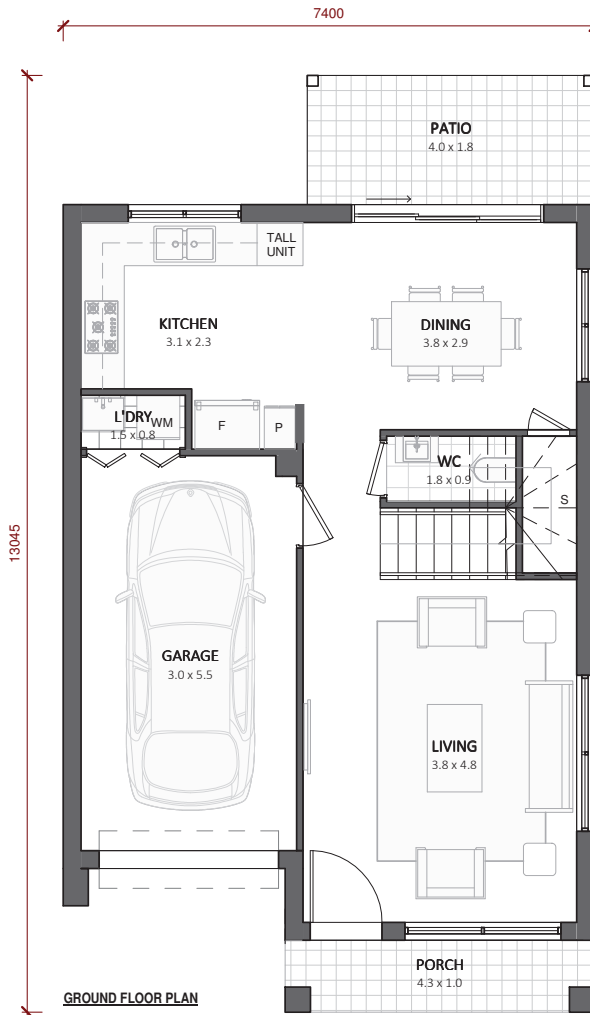 7400
PATIO
4.0 x 1.8
TALL
UNIT
KITCHEN
3.1 x 2.3
DINING
3.8 x 2.9
L'DRY
1.5 x 0.8
WM
F
P
WC
1.8 x 0.9
S
13045
GARAGE
3.0 x 5.5
LIVING
3.8 x 4.8
PORCH
4.3 x 1.0
GROUND FLOOR PLAN